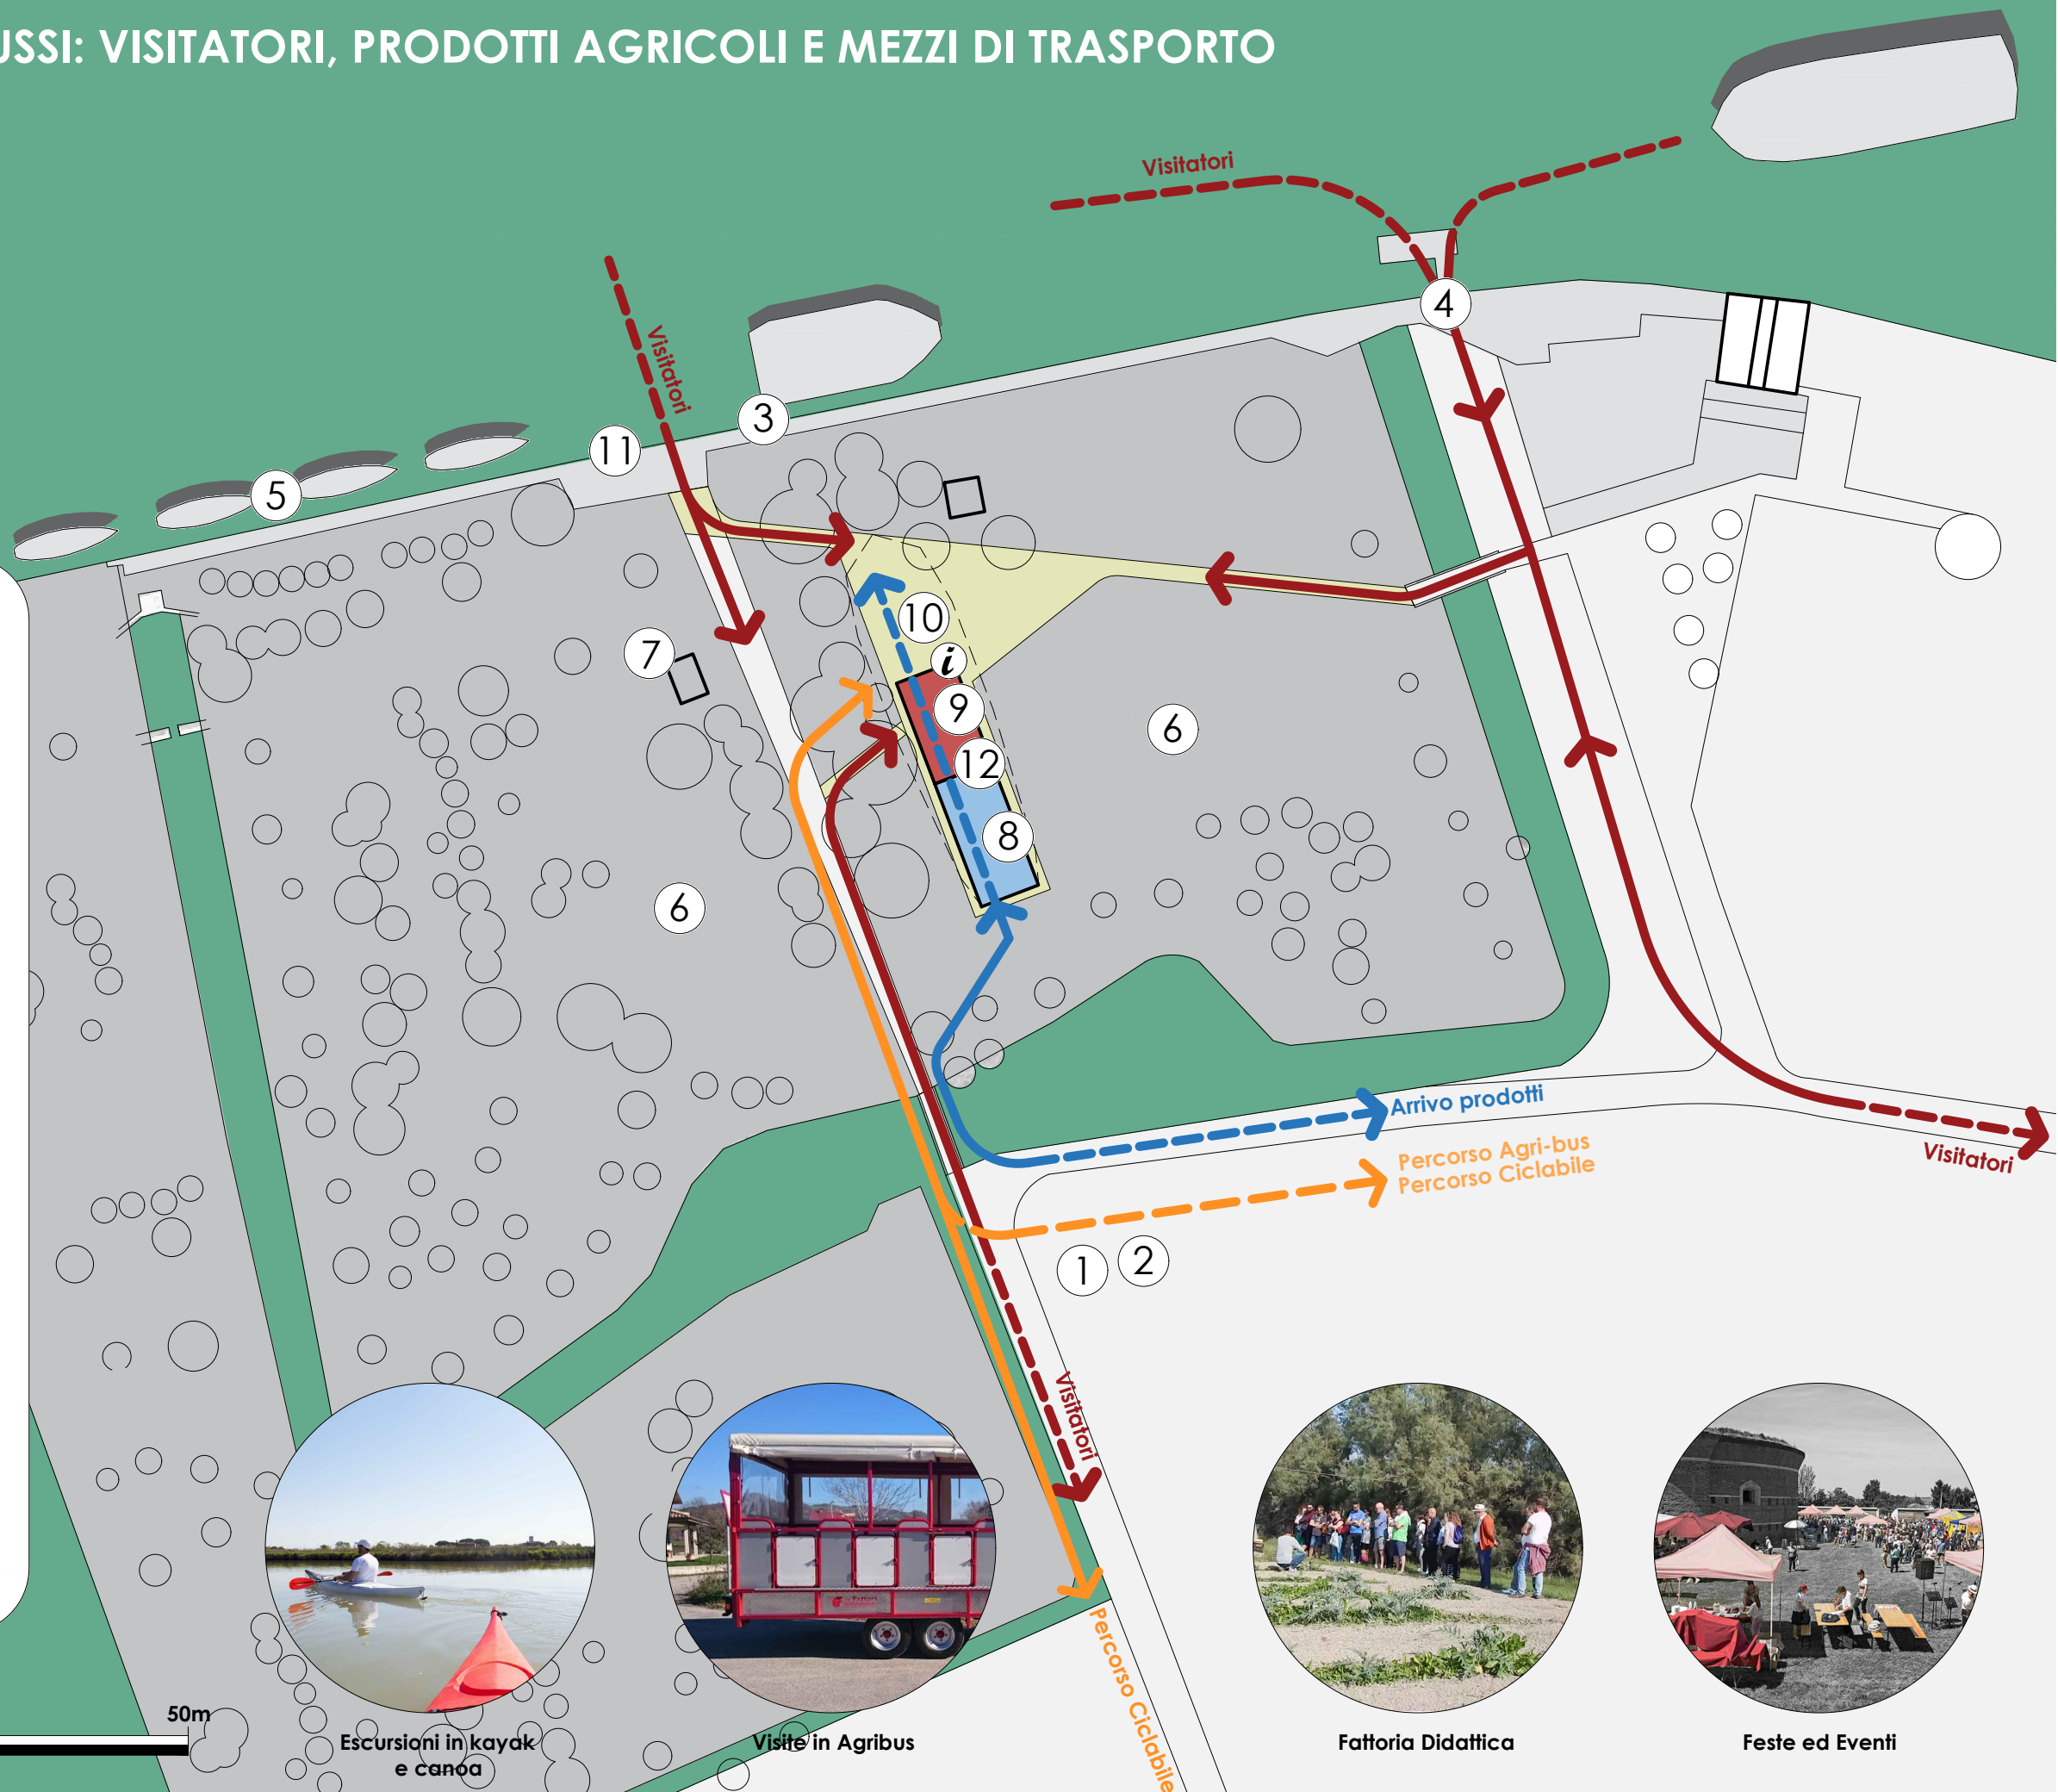 USSI: VISITATORI, PRODOTTI AGRICOLI E MEZZI DI TRASPORTO
Visitatori
Visitatori
4
3
11
5
10
7
i
9
6
12
8
6
Arrivo prodotti
Percorso Agri-bus
Percorso Ciclabile
Visitatori
1
2
Visitatori
Percorso Ciclabile
50m
Escursioni in kayak
e canoa
Visite in Agribus
Fattoria Didattica
Feste ed Eventi